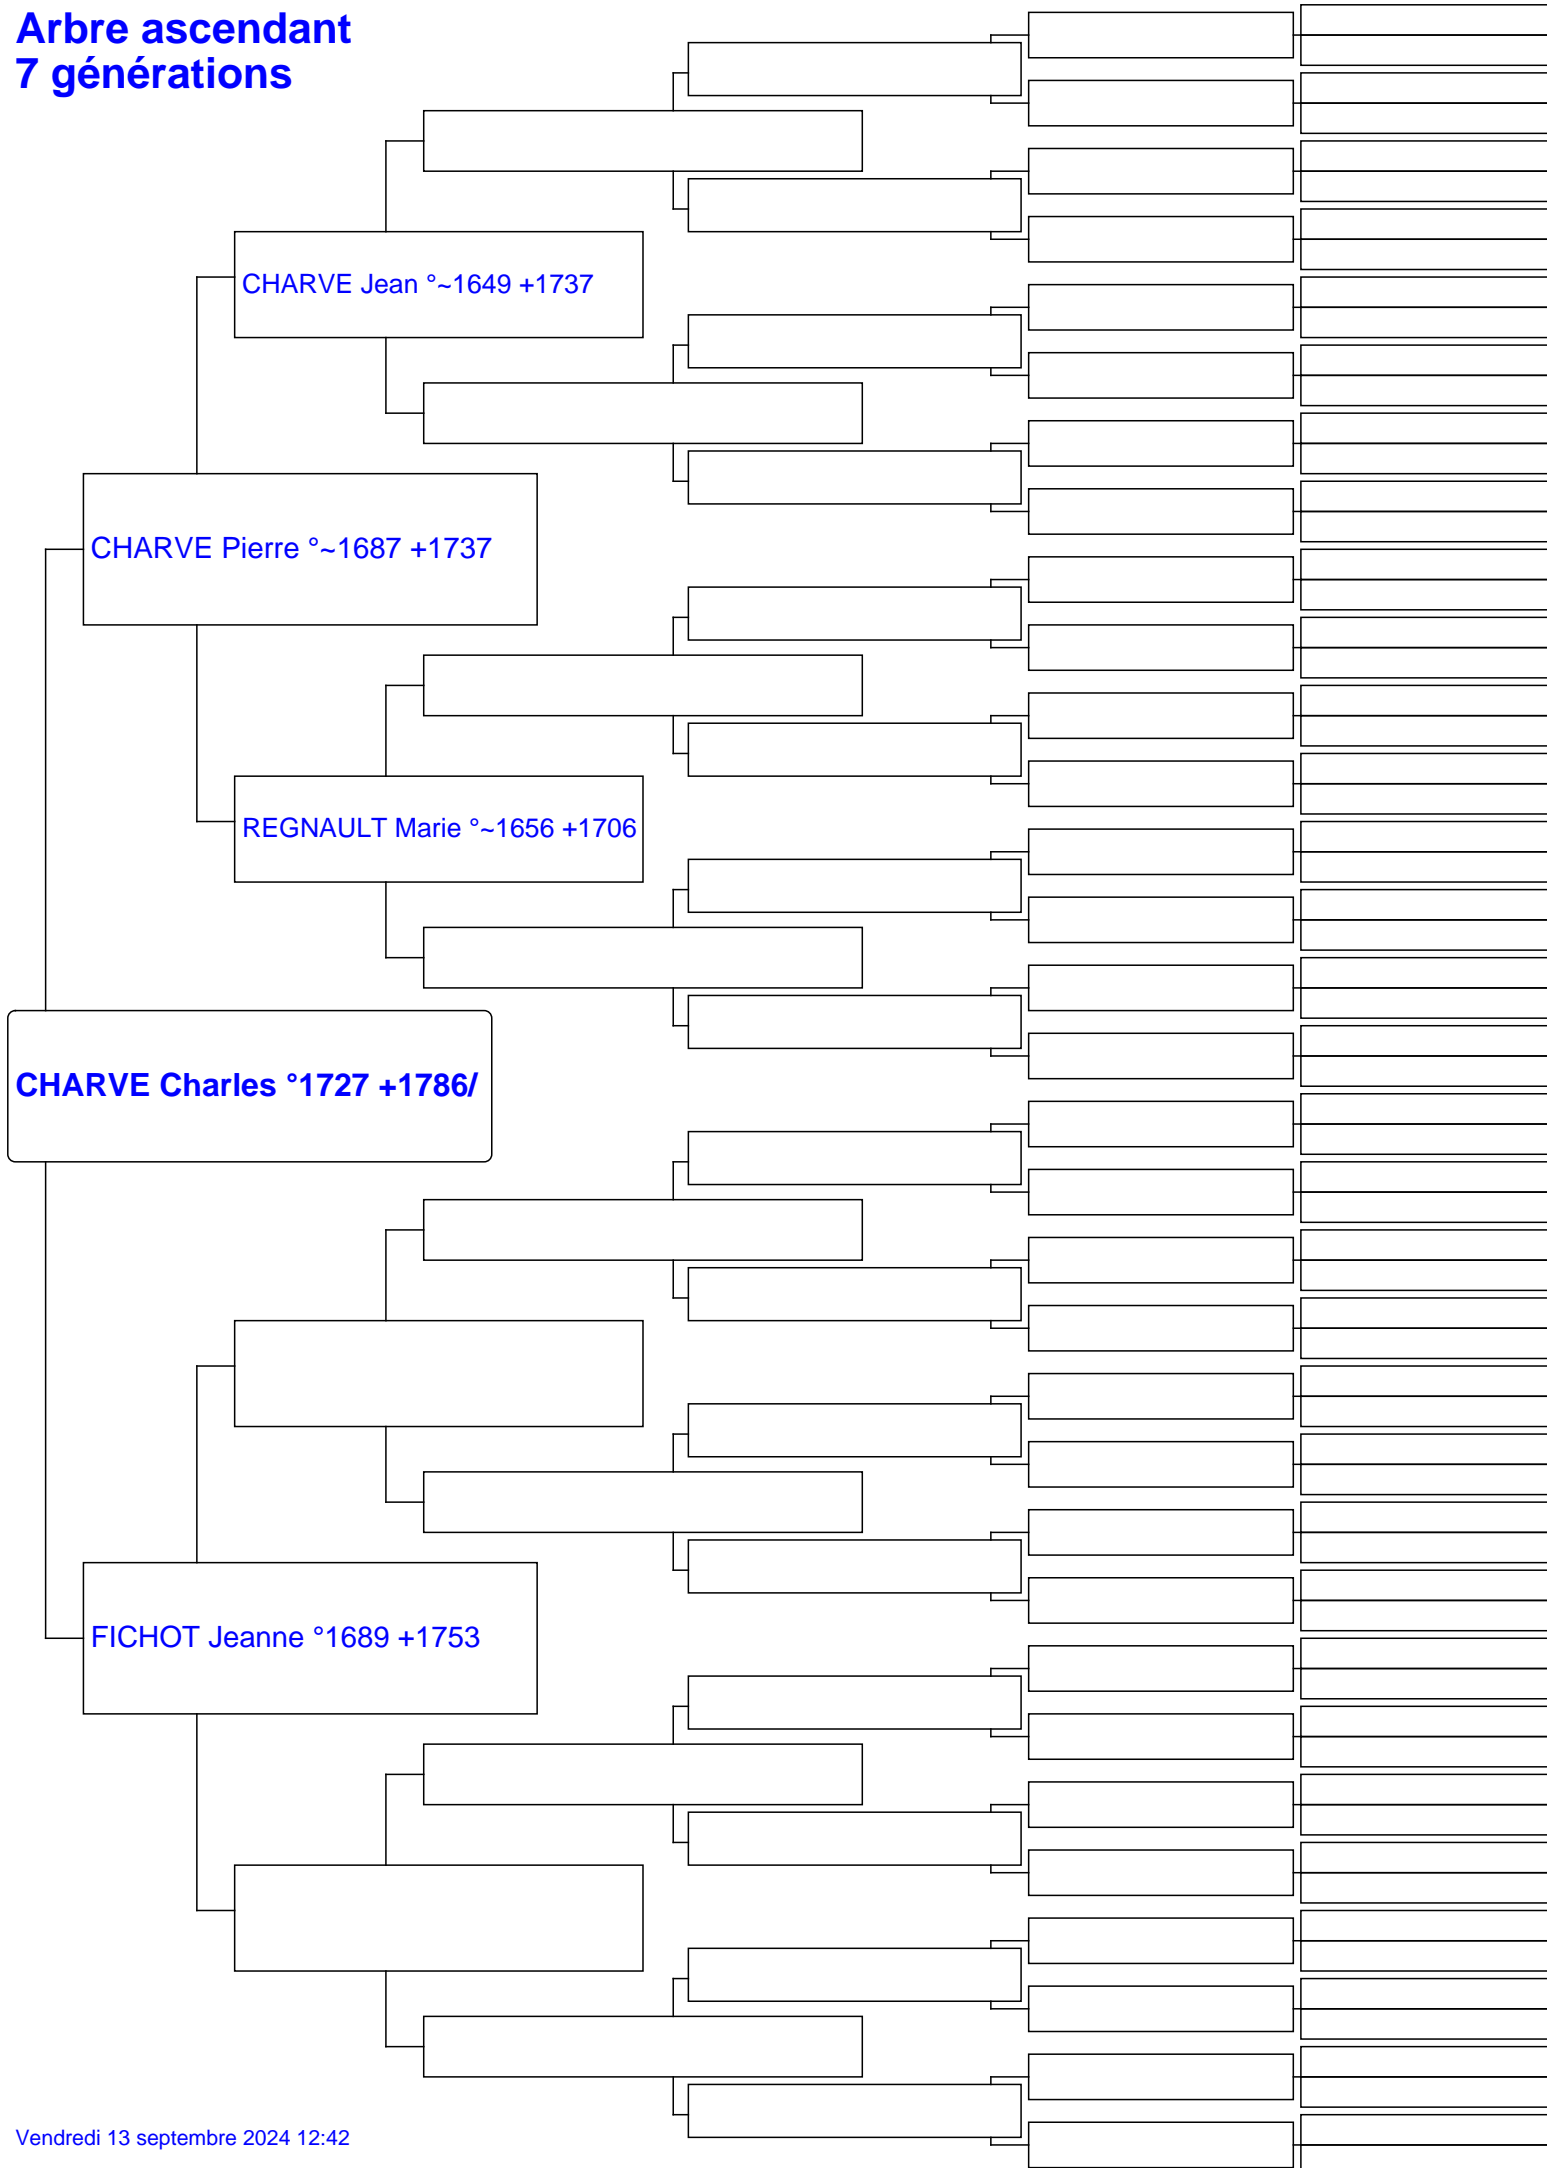 Arbre ascendant
7 générations
CHARVE Jean °~1649 +1737
CHARVE Pierre °~1687 +1737
REGNAULT Marie °~1656 +1706
CHARVE Charles °1727 +1786/
FICHOT Jeanne °1689 +1753
Vendredi 13 septembre 2024 12:42